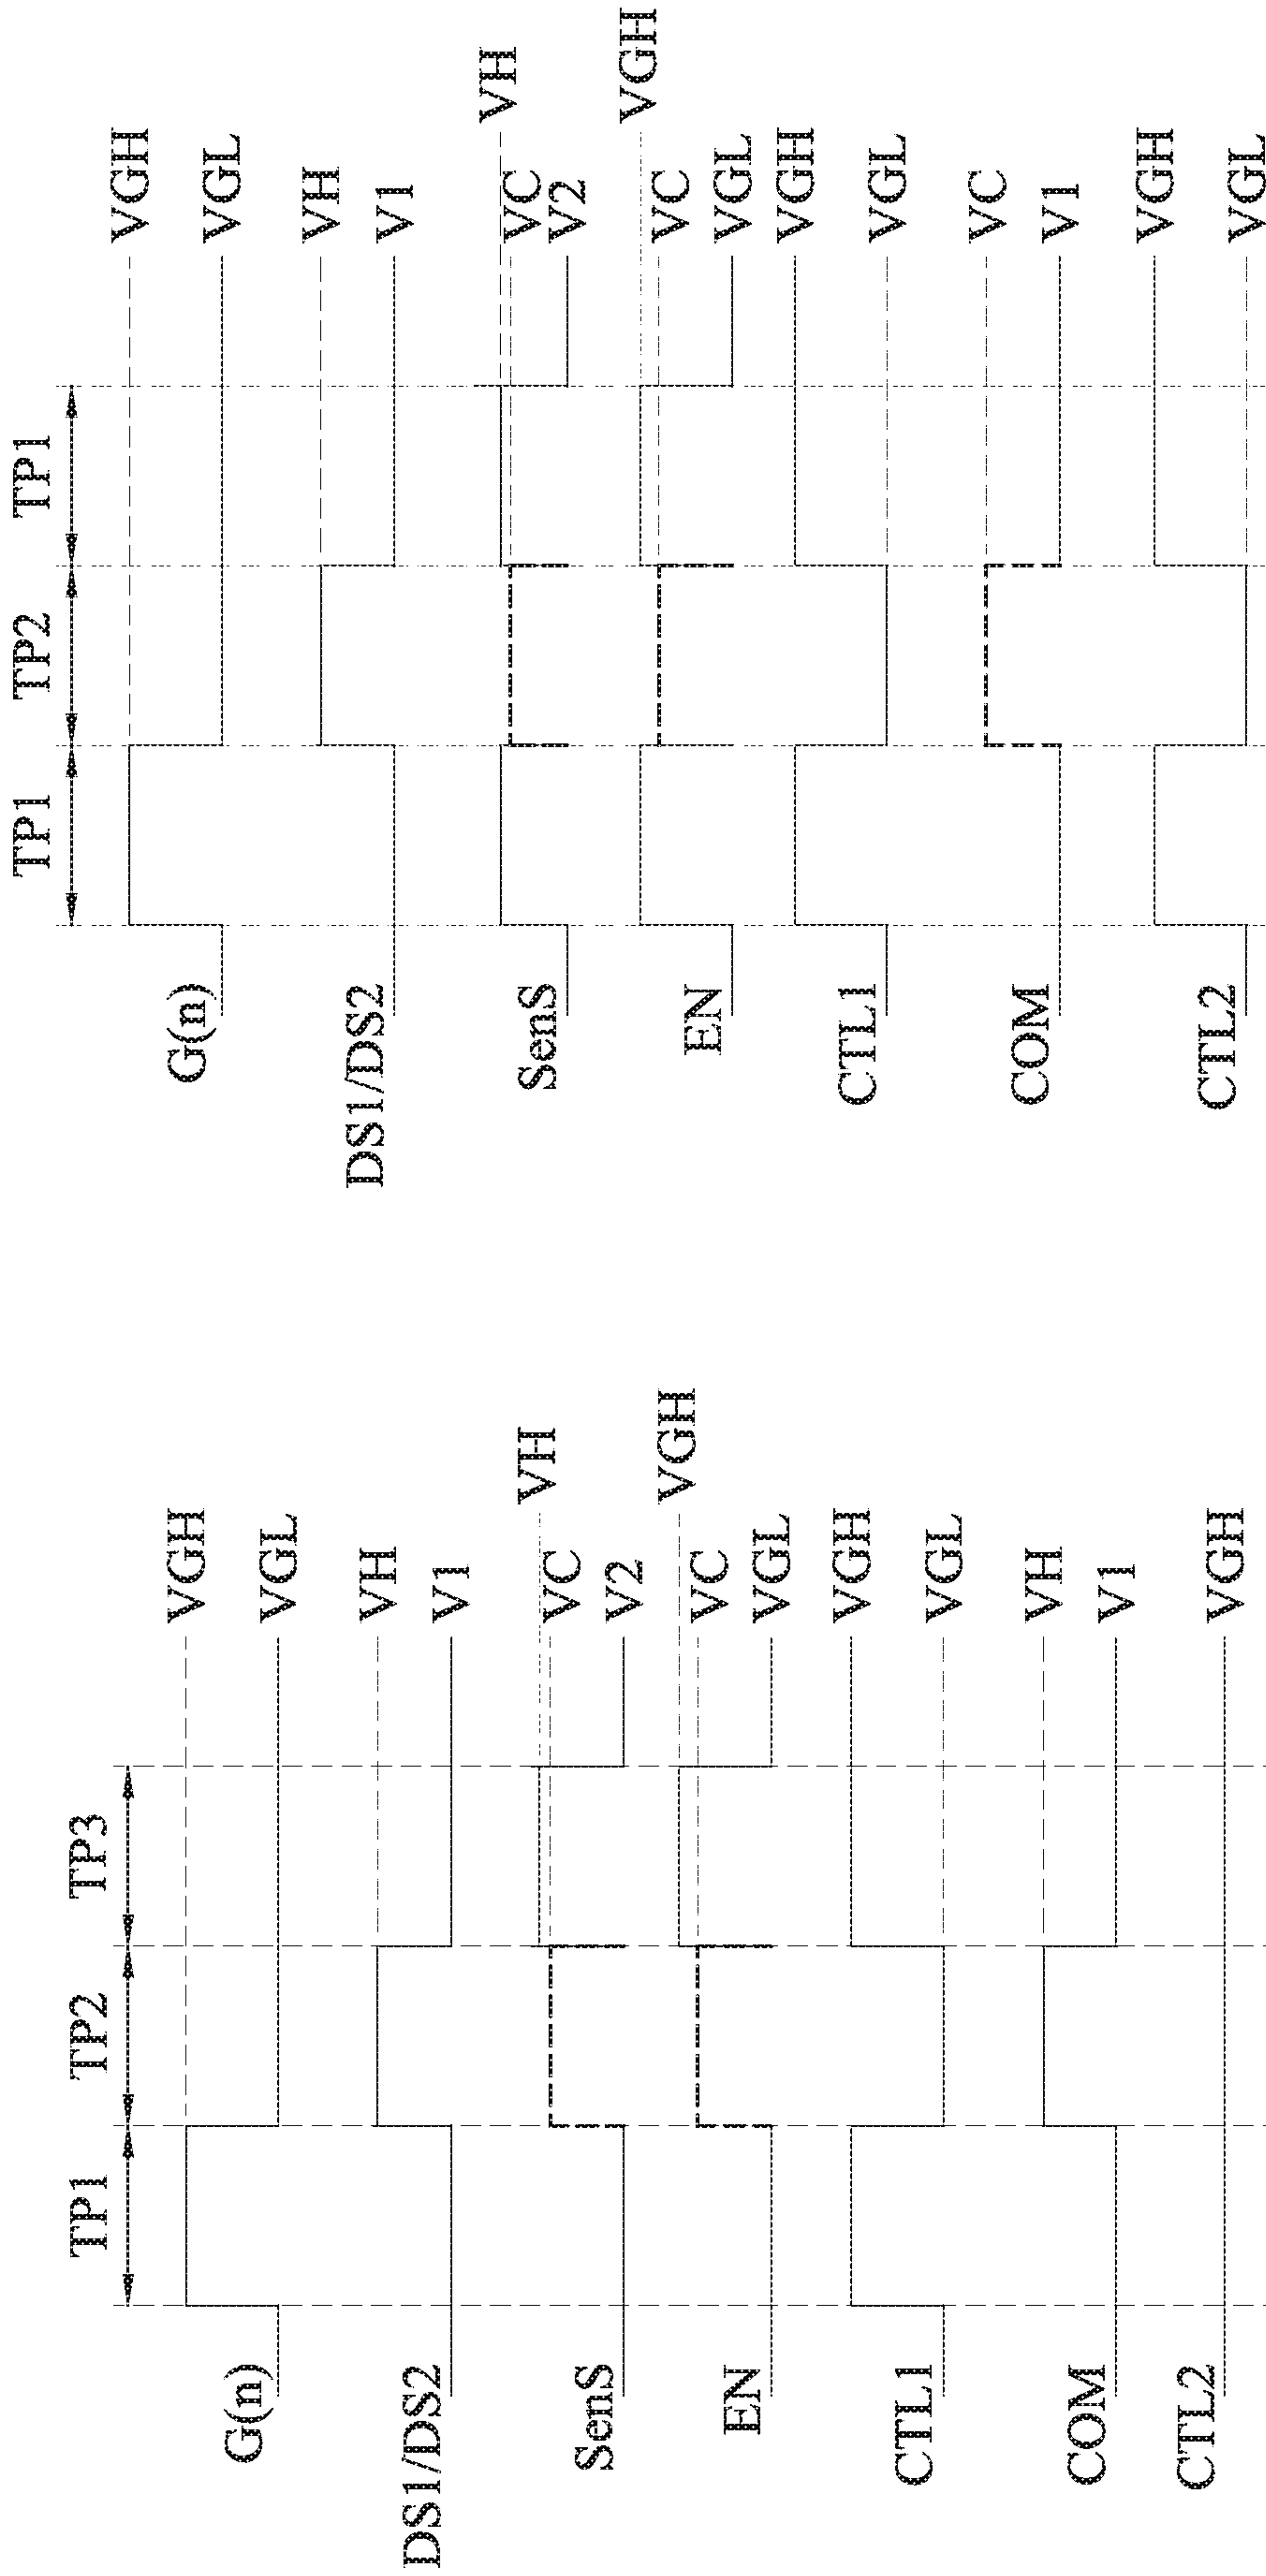 TP1 TP2 TP1
G(n) VGH
VGL
DS1/DS2 VH
V1
SenS VH
VC
V2
EN VGH
VC
VGL
CTL1 VGH
VGL
COM VC
V1
CTL2 VGH
VGL
TP1 TP2 TP3
G(n) VGH
VGL
DS1/DS2 VH
V1
SenS VH
VC
V2
EN VGH
VC
VGL
CTL1 VGH
VGL
COM VH
V1
CTL2 VGH